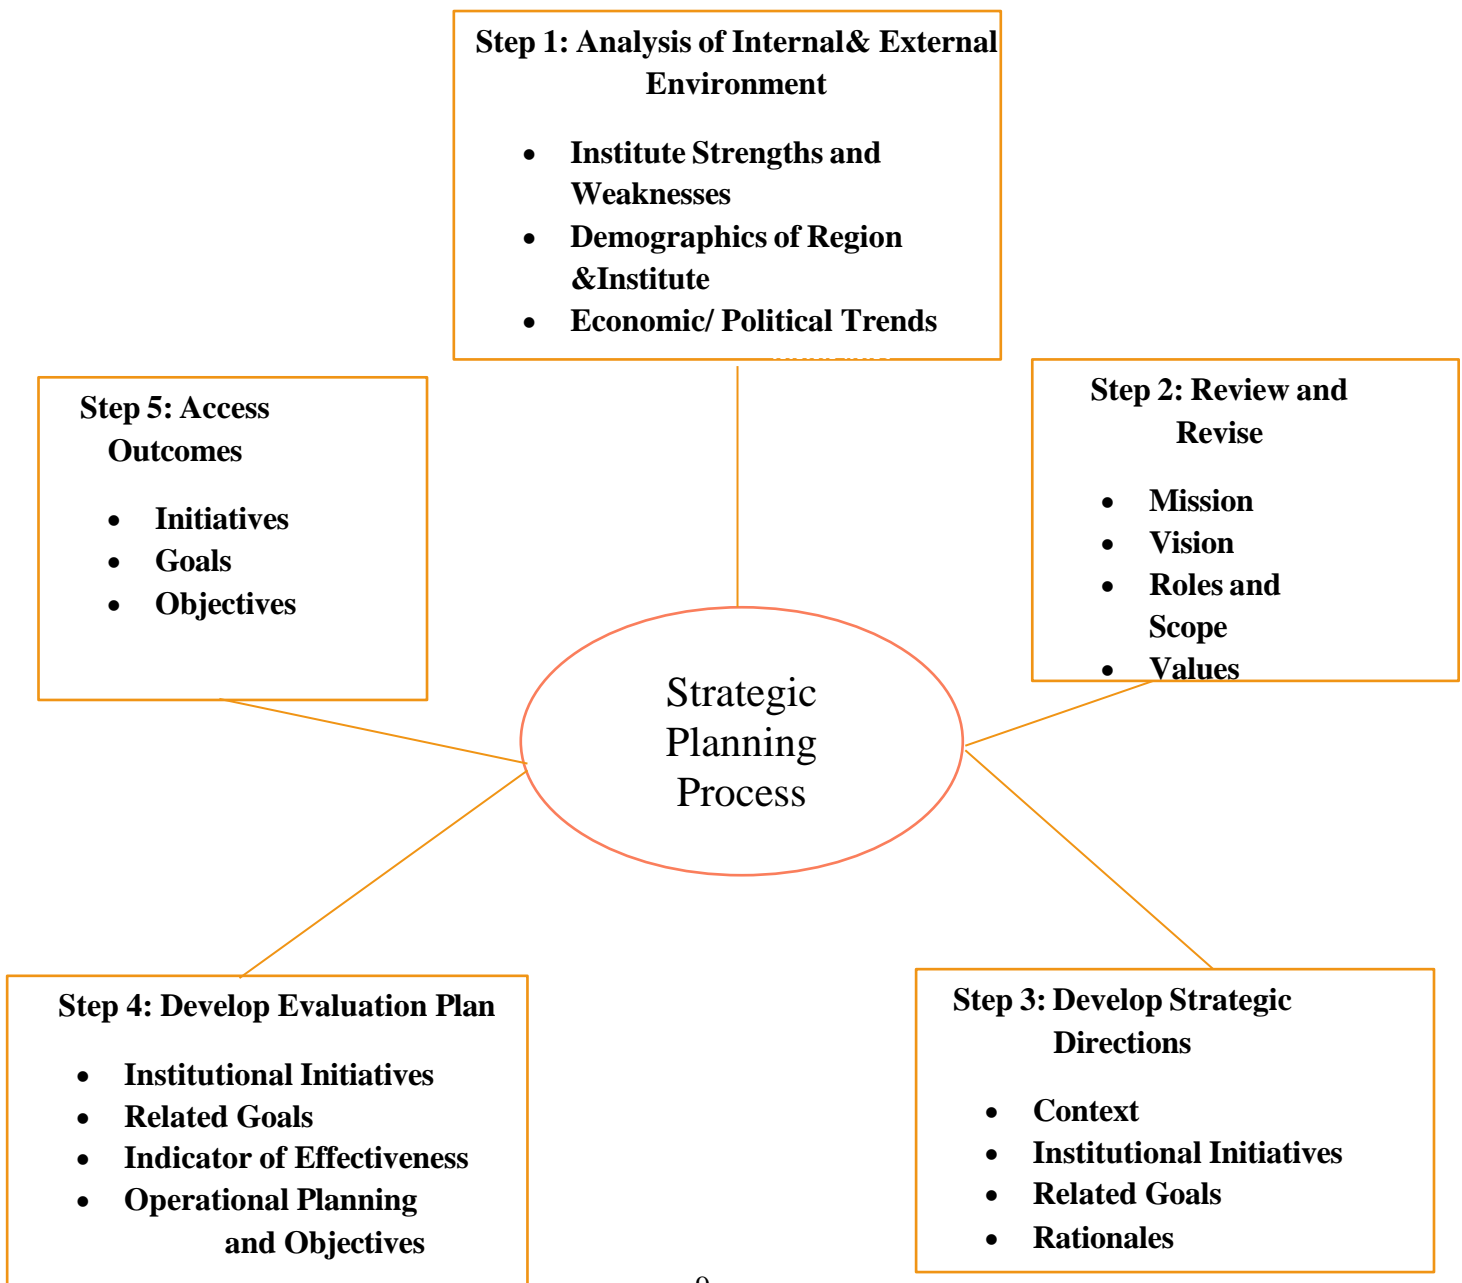 Step 1: Analysis of Internal& External
Environment
• Institute Strengths and
Weaknesses
• Demographics of Region
&Institute
• Economic/ Political Trends
Step 2: Review and
Revise
• Mission
• Vision
• Roles and
Scope
• Values
Step 5: Access
Outcomes
• Initiatives
• Goals
• Objectives
Strategic
Planning
Process
Step 3: Develop Strategic
Directions
• Context
• Institutional Initiatives
• Related Goals
• Rationales
Step 4: Develop Evaluation Plan
• Institutional Initiatives
• Related Goals
• Indicator of Effectiveness
• Operational Planning
and Objectives